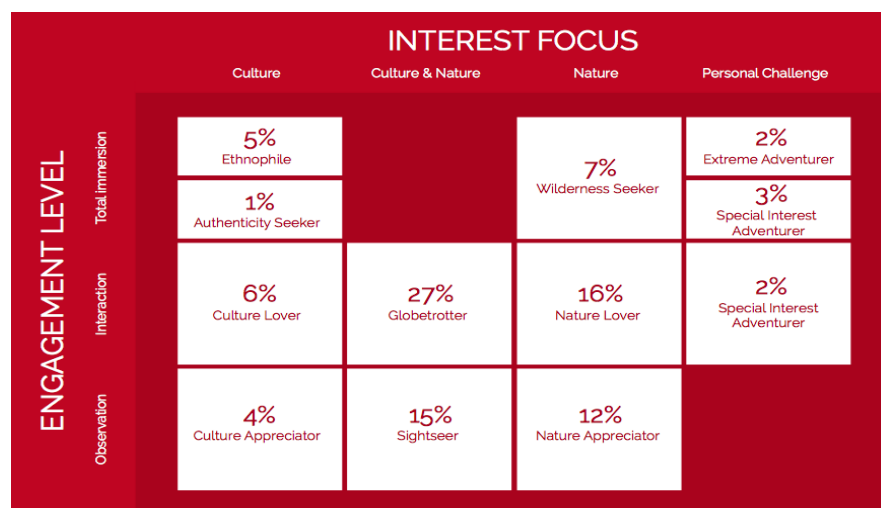 INTEREST FOCUS
Culture
Culture & Nature
Nature
Personal Challenge
ENGAGEMENT LEVEL
Total immersion
5%
Ethnophile
1%
Authenticity Seeker
7%
Wilderness Seeker
2%
Extreme Adventurer
3%
Special Interest
Adventurer
Interaction
6%
Culture Lover
27%
Globetrotter
16%
Nature Lover
2%
Special Interest
Adventurer
Observation
4%
Culture Appreciator
15%
Sightseer
12%
Nature Appreciator